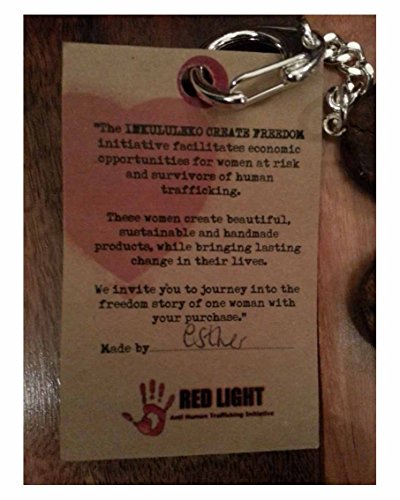 "The INKULULEKO CREATE FREEDOM
initiative facilitates economic
opportunities for women at risk
and survivors of human
trafficking.
These women create beautiful,
sustainable and handmade
products, while bringing lasting
change in their lives.
We invite you to journey into the
freedom story of one woman with
your purchase."
Made by esther
RED LIGHT
Anti Human Trafficking Initiative